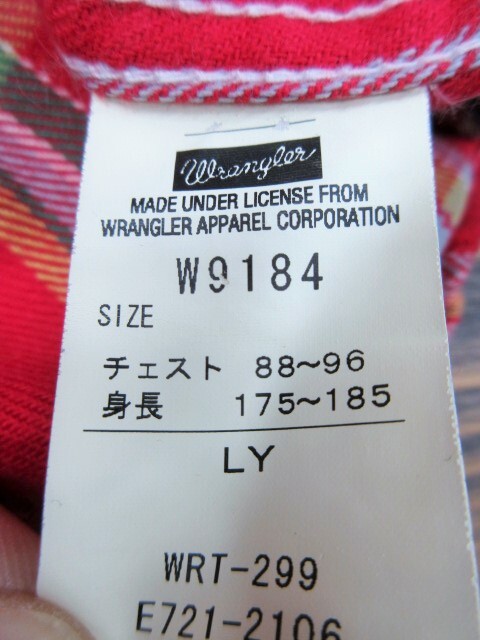 Wrangler
MADE UNDER LICENSE FROM
WRANGLER APPAREL CORPORATION
W9184
SIZE
チェスト 88~96
身長 175~185
LY
WRT-299
E721-2106